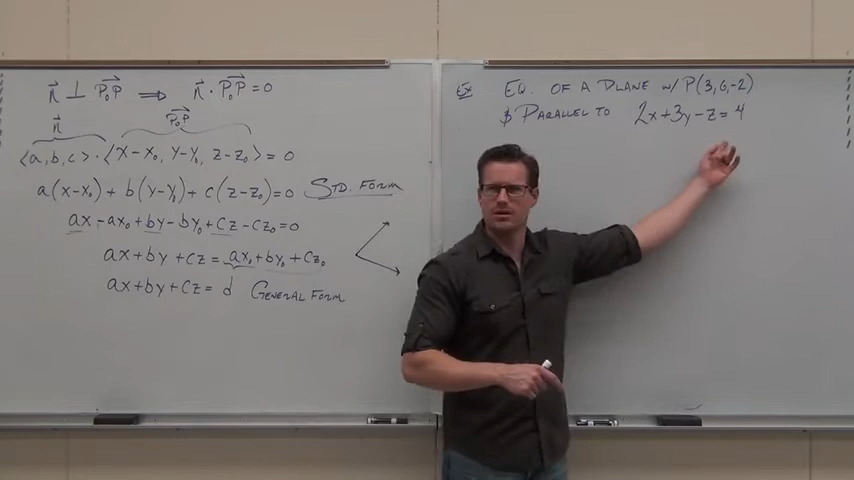 n⃗ ⊥ P₀P⃗ ⟹ n⃗ · P₀P⃗ = 0
n⃗ P₀P⃗
<a, b, c> · <x-x₀, y-y₀, z-z₀> = 0
a(x-x₀) + b(y-y₀) + c(z-z₀) = 0 STD. FORM
ax - ax₀ + by - by₀ + cz - cz₀ = 0
ax + by + cz = ax₀ + by₀ + cz₀
ax + by + cz = d GENERAL FORM
Ex EQ. OF A PLANE W/ P(3, 6, -2)
& PARALLEL TO 2x + 3y - z = 4